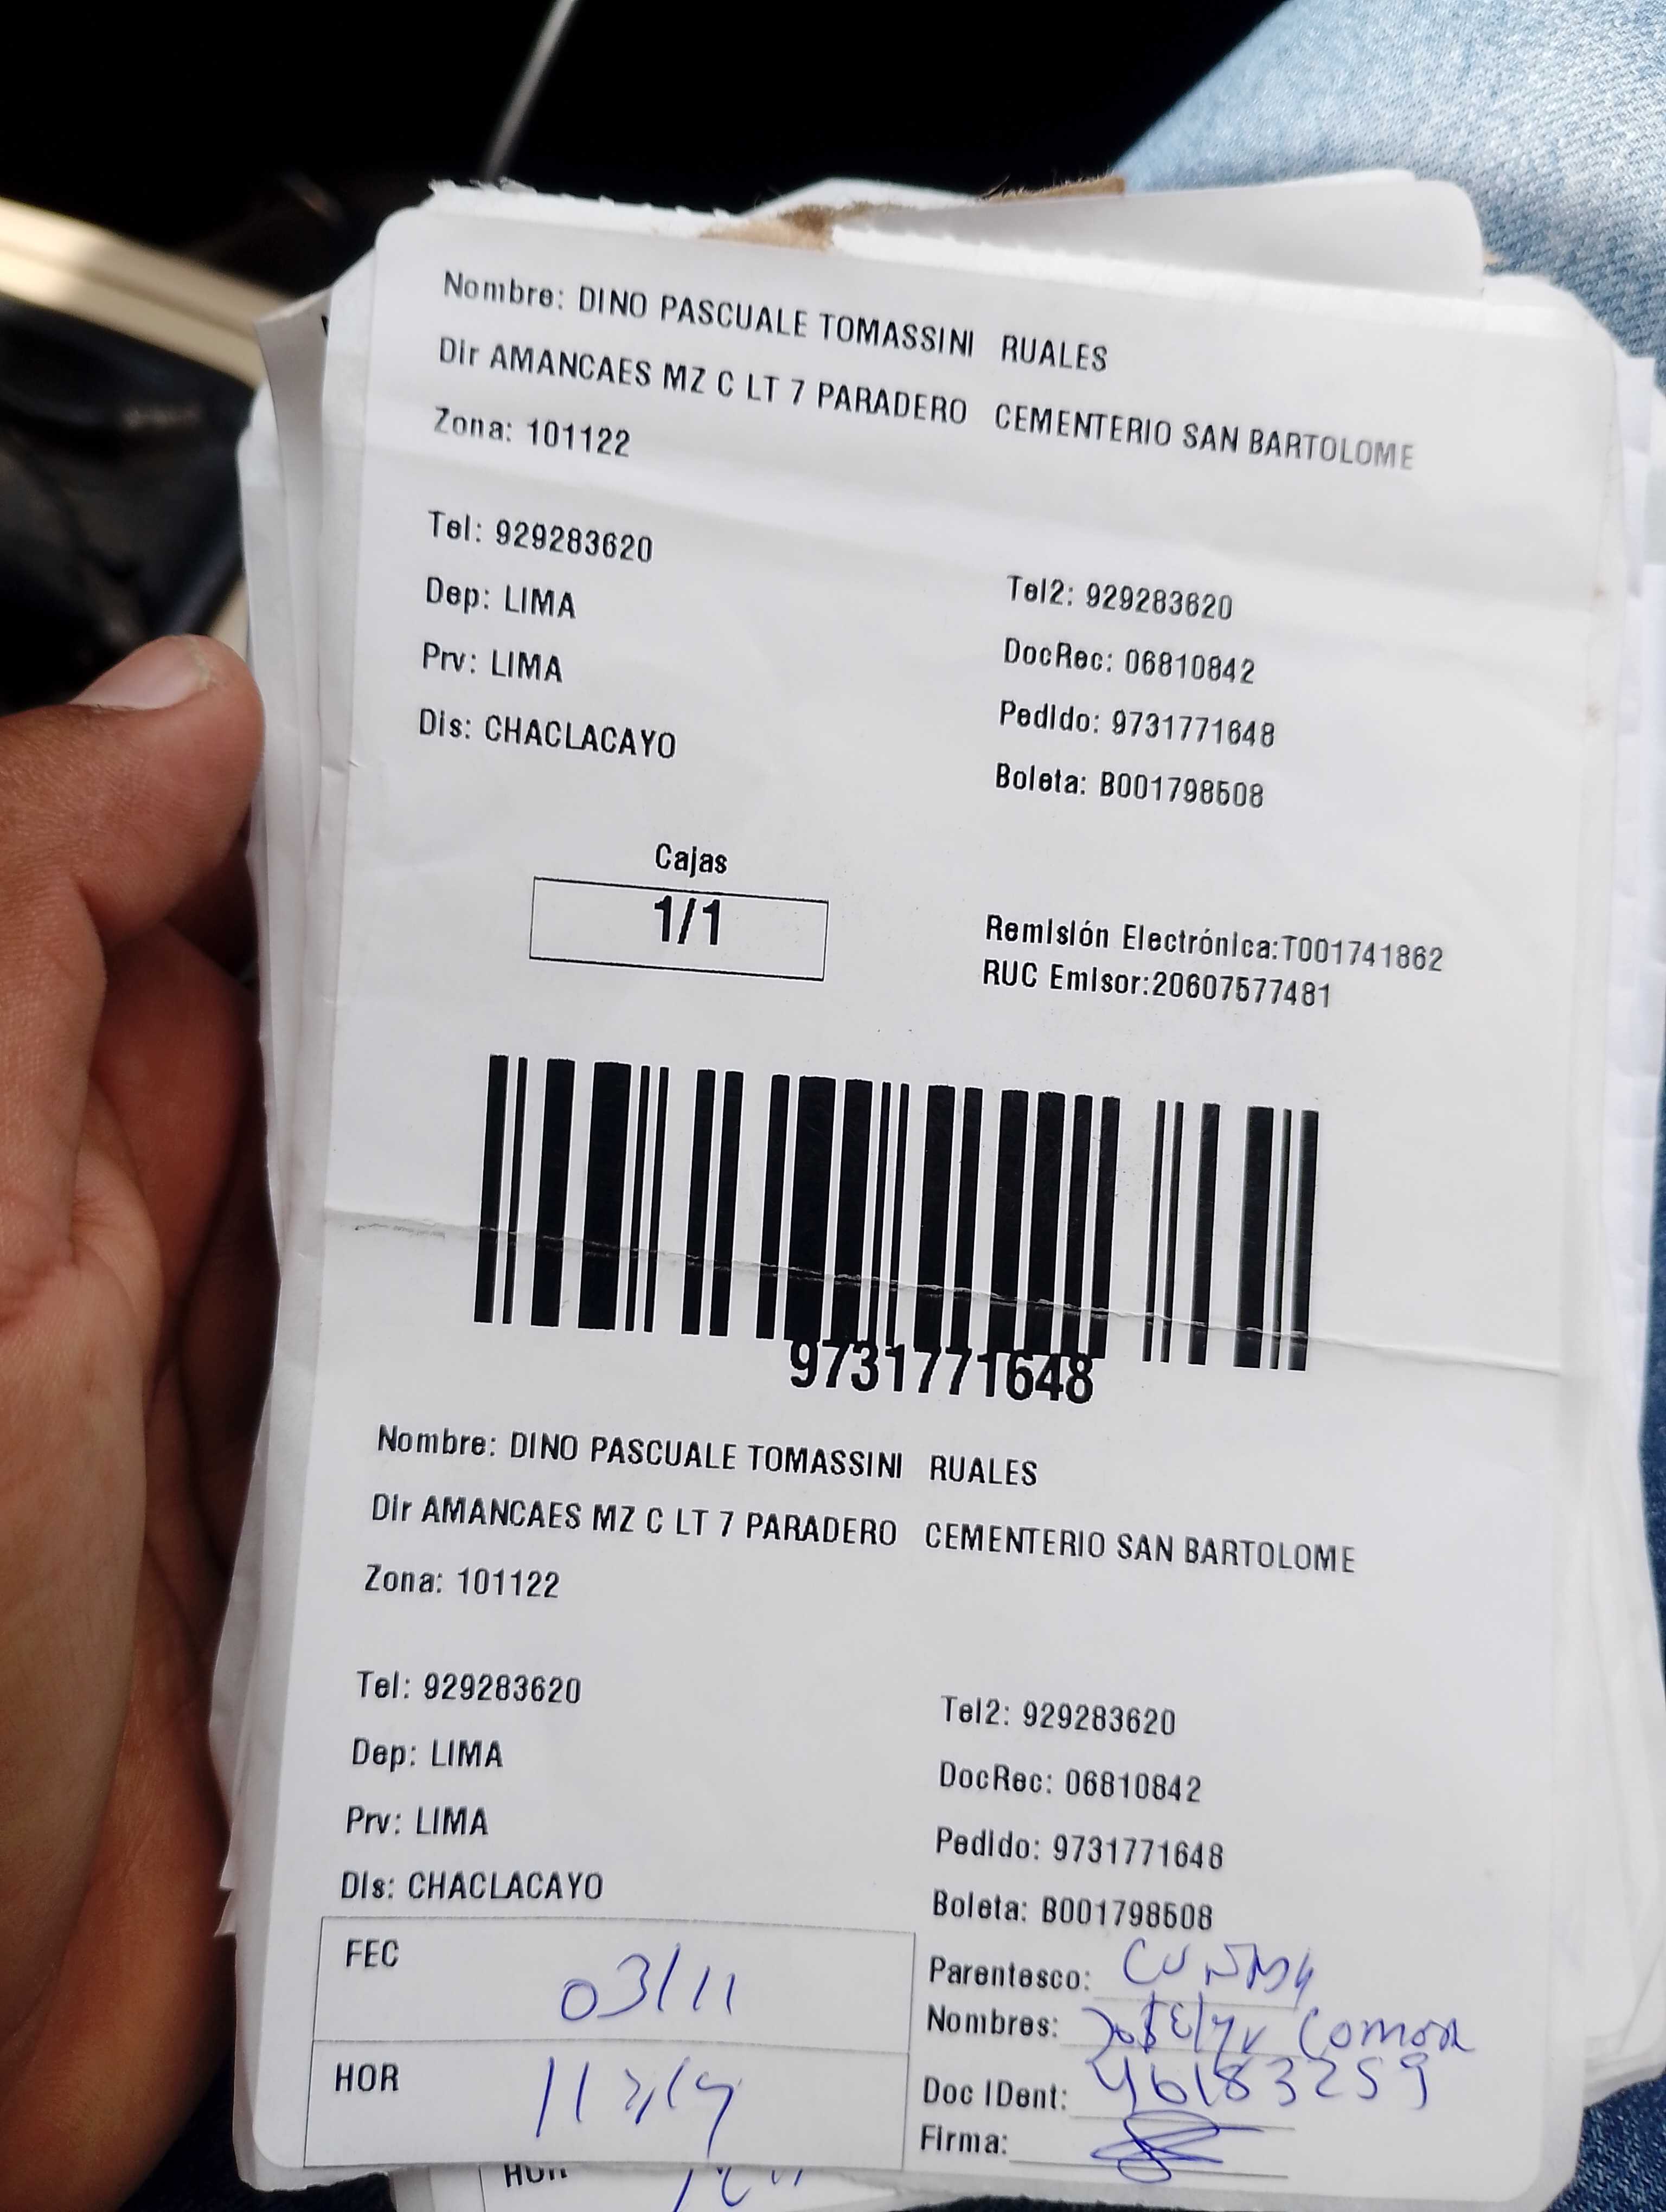 Nombre: DINO PASCUALE TOMASSINI RUALES
Dir AMANCAES MZ C LT 7 PARADERO CEMENTERIO SAN BARTOLOME
Zona: 101122
Tel: 929283620
Tel2: 929283620
Dep: LIMA
DocRec: 06810842
Prv: LIMA
Pedido: 9731771648
Dis: CHACLACAYO
Boleta: B001798508
Cajas
1/1
Remisión Electrónica:T001741862
RUC Emisor:20607577481
9731771648
Nombre: DINO PASCUALE TOMASSINI RUALES
Dir AMANCAES MZ C LT 7 PARADERO CEMENTERIO SAN BARTOLOME
Zona: 101122
Tel: 929283620
Tel2: 929283620
Dep: LIMA
DocRec: 06810842
Prv: LIMA
Pedido: 9731771648
Dis: CHACLACAYO
Boleta: B001798508
FEC 03/11
Parentesco:
Nombres:
HOR
Doc IDent: 46183259
Firma:
HOR